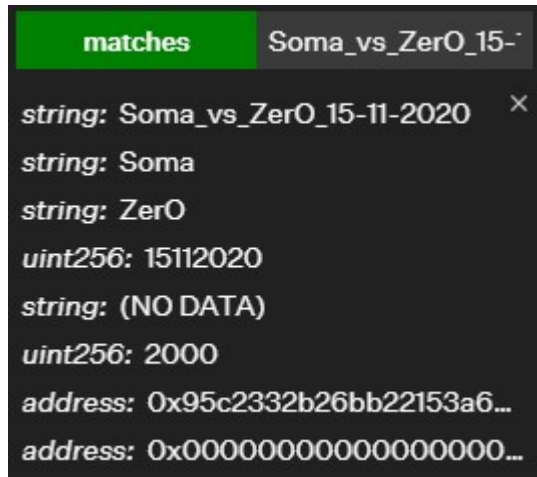 matches Soma_vs_ZerO_15-
string: Soma_vs_ZerO_15-11-2020 ×
string: Soma
string: ZerO
uint256: 15112020
string: (NO DATA)
uint256: 2000
address: 0x95c2332b26bb22153a6...
address: 0x00000000000000000000...